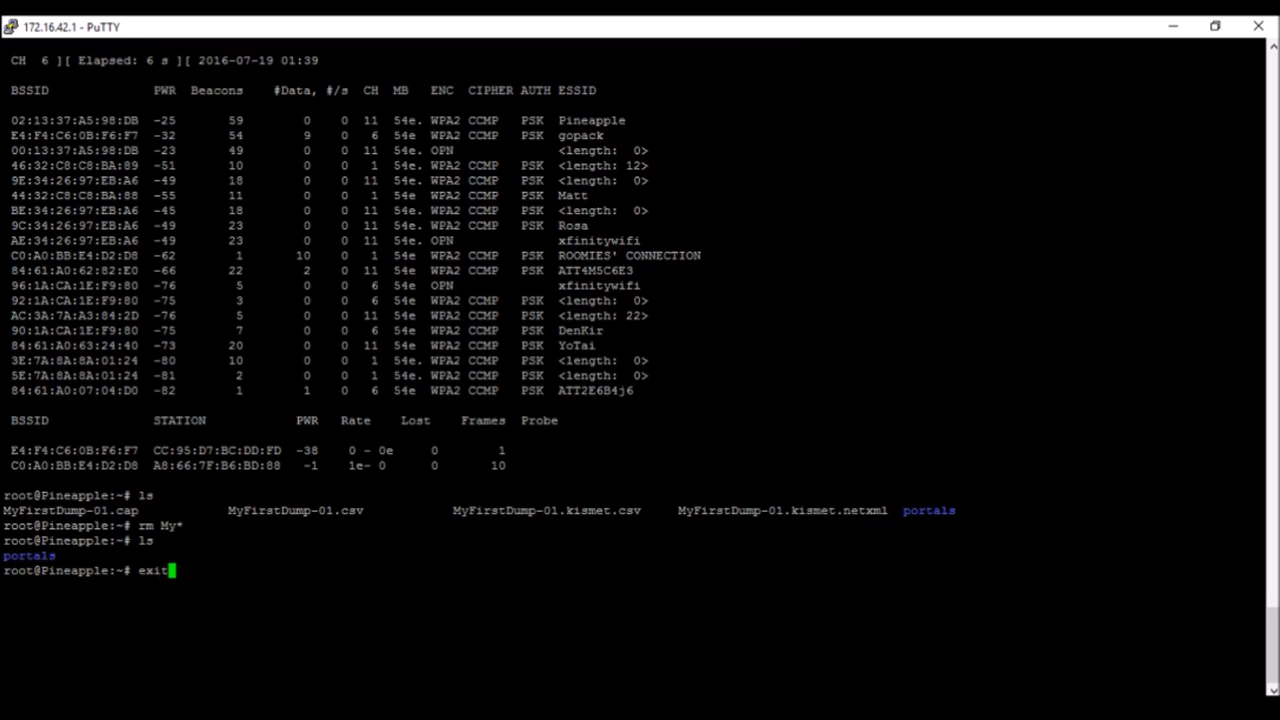 172.16.42.1 - PuTTY
CH  6 ][ Elapsed: 6 s ][ 2016-07-19 01:39
BSSID              PWR  Beacons    #Data, #/s  CH  MB   ENC  CIPHER AUTH ESSID
02:13:37:A5:98:DB  -25       59        0    0  11  54e. WPA2 CCMP   PSK  Pineapple
E4:F4:C6:0B:F6:F7  -32       54        9    0   6  54e  WPA2 CCMP   PSK  gopack
00:13:37:A5:98:DB  -23       49        0    0  11  54e. OPN              <length:  0>
46:32:C8:C8:BA:89  -51       10        0    0   1  54e. WPA2 CCMP   PSK  <length: 12>
9E:34:26:97:EB:A6  -49       18        0    0  11  54e. WPA2 CCMP   PSK  <length:  0>
44:32:C8:C8:BA:88  -55       11        0    0   1  54e. WPA2 CCMP   PSK  Matt
BE:34:26:97:EB:A6  -45       18        0    0  11  54e. WPA2 CCMP   PSK  <length:  0>
9C:34:26:97:EB:A6  -49       23        0    0  11  54e. WPA2 CCMP   PSK  Rosa
AE:34:26:97:EB:A6  -49       23        0    0  11  54e. OPN              xfinitywifi
C0:A0:BB:E4:D2:D8  -62        1       10    0   1  54e. WPA2 CCMP   PSK  ROOMIES' CONNECTION
84:61:A0:62:82:E0  -66       22        2    0  11  54e. WPA2 CCMP   PSK  ATT4M5C6E3
96:1A:CA:1E:F9:80  -76        5        0    0   6  54e. OPN              xfinitywifi
92:1A:CA:1E:F9:80  -75        3        0    0   6  54e. WPA2 CCMP   PSK  <length:  0>
AC:3A:7A:A3:84:2D  -76        5        0    0  11  54e. WPA2 CCMP   PSK  <length: 22>
90:1A:CA:1E:F9:80  -75        7        0    0   6  54e. WPA2 CCMP   PSK  DenKir
84:61:A0:63:24:40  -73       20        0    0  11  54e. WPA2 CCMP   PSK  YoTai
3E:7A:8A:8A:01:24  -80       10        0    0   1  54e. WPA2 CCMP   PSK  <length:  0>
5E:7A:8A:8A:01:24  -81        2        0    0   1  54e. WPA2 CCMP   PSK  <length:  0>
84:61:A0:07:04:D0  -82        1        1    0   6  54e  WPA2 CCMP   PSK  ATT2E6B4j6
BSSID              STATION            PWR   Rate    Lost    Frames  Probe
E4:F4:C6:0B:F6:F7  CC:95:D7:BC:DD:FD  -38    0 - 0e     0        1
C0:A0:BB:E4:D2:D8  A8:66:7F:B6:BD:88   -1    1e- 0      0       10
root@Pineapple:~# ls
MyFirstDump-01.cap            MyFirstDump-01.csv            MyFirstDump-01.kismet.csv     MyFirstDump-01.kismet.netxml  portals
root@Pineapple:~# rm My*
root@Pineapple:~# ls
portals
root@Pineapple:~# exit